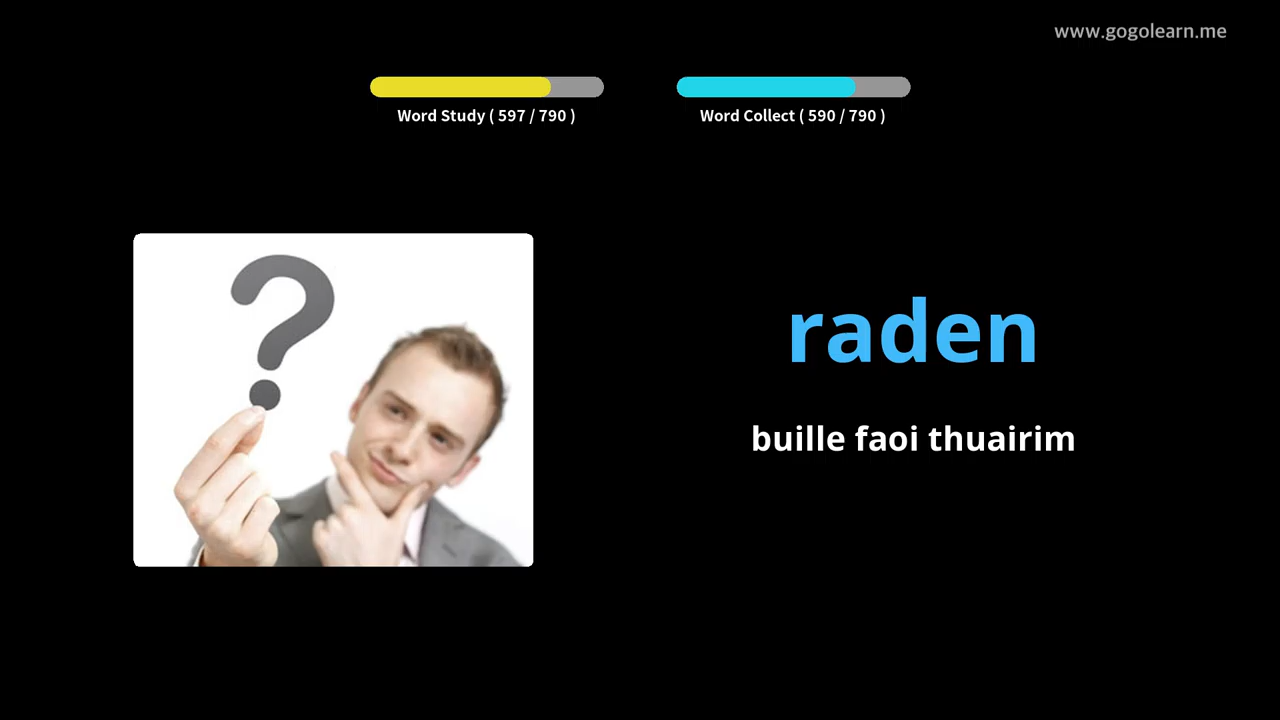 www.gogolearn.me
Word Study ( 597 / 790 )
Word Collect ( 590 / 790 )
raden
buille faoi thuairim